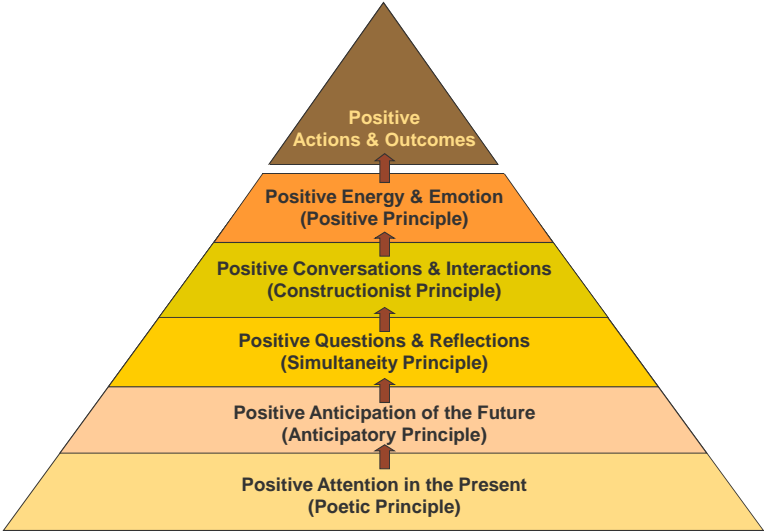 Positive
Actions & Outcomes
Positive Energy & Emotion
(Positive Principle)
Positive Conversations & Interactions
(Constructionist Principle)
Positive Questions & Reflections
(Simultaneity Principle)
Positive Anticipation of the Future
(Anticipatory Principle)
Positive Attention in the Present
(Poetic Principle)